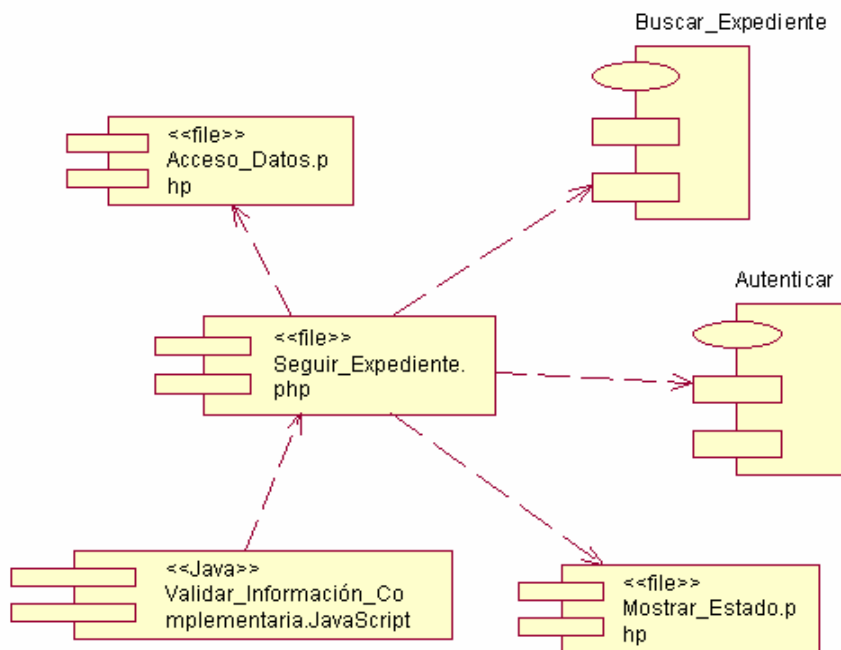 Buscar_Expediente
<<file>>
Acceso_Datos.p
hp
Autenticar
<<file>>
Seguir_Expediente.
php
<<Java>>
Validar_Información_Co
mplementaria.JavaScript
<<file>>
Mostrar_Estado.p
hp